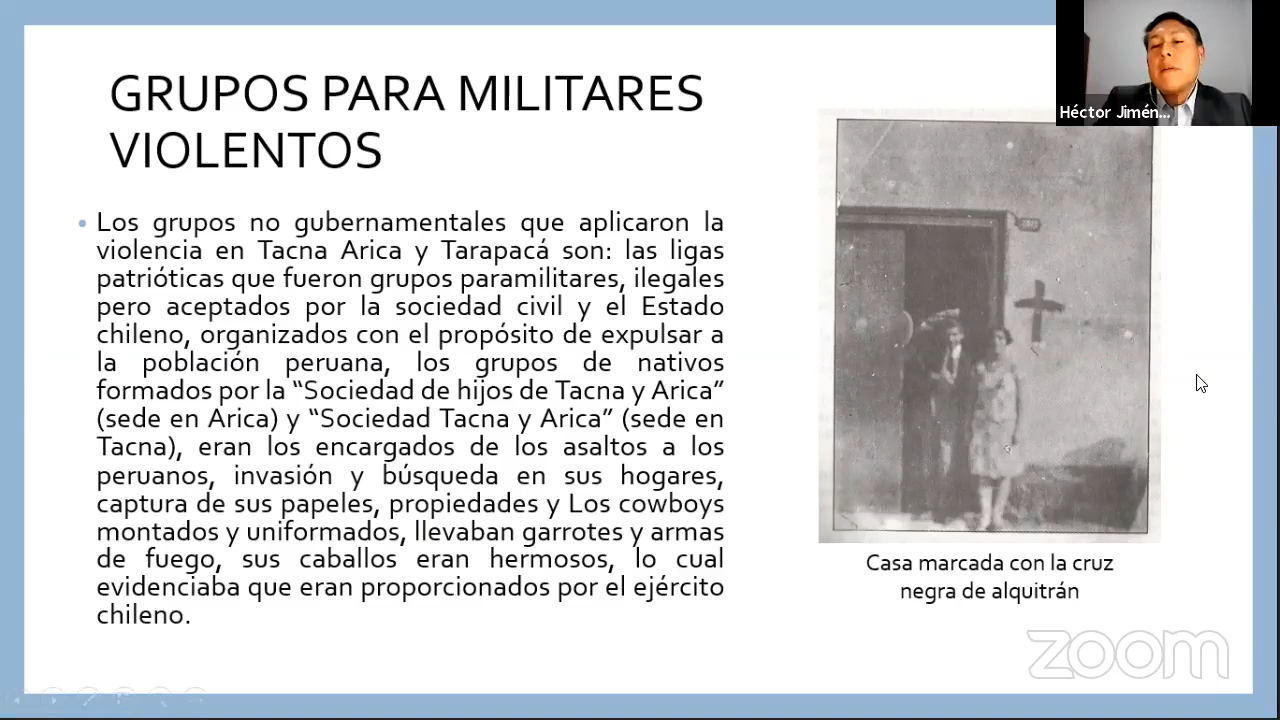 GRUPOS PARA MILITARES
VIOLENTOS
Héctor Jimén...
• Los grupos no gubernamentales que aplicaron la
violencia en Tacna Arica y Tarapacá son: las ligas
patrióticas que fueron grupos paramilitares, ilegales
pero aceptados por la sociedad civil y el Estado
chileno, organizados con el propósito de expulsar a
la población peruana, los grupos de nativos
formados por la “Sociedad de hijos de Tacna y Arica”
(sede en Arica) y “Sociedad Tacna y Arica” (sede en
Tacna), eran los encargados de los asaltos a los
peruanos, invasión y búsqueda en sus hogares,
captura de sus papeles, propiedades y Los cowboys
montados y uniformados, llevaban garrotes y armas
de fuego, sus caballos eran hermosos, lo cual
evidenciaba que eran proporcionados por el ejército
chileno.
Casa marcada con la cruz
negra de alquitrán
zoom